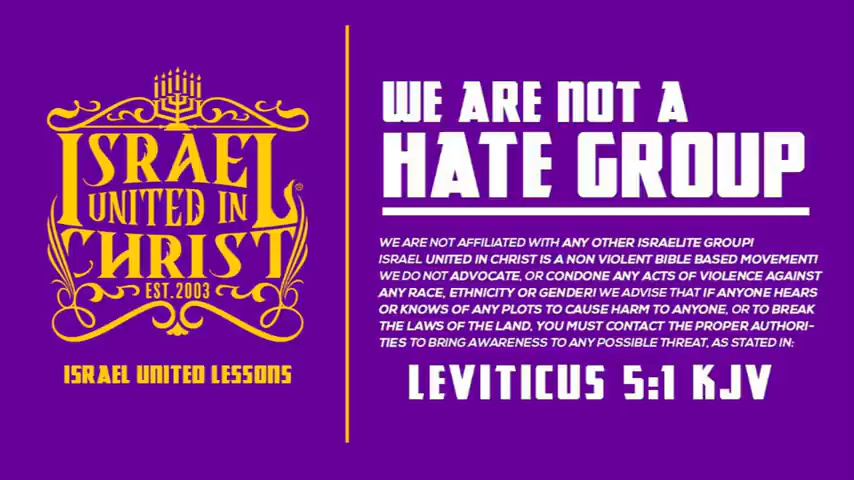 ISRAEL
UNITED IN
CHRIST
EST.2003
ISRAEL UNITED LESSONS
WE ARE NOT A
HATE GROUP
WE ARE NOT AFFILIATED WITH ANY OTHER ISRAELITE GROUP!
ISRAEL UNITED IN CHRIST IS A NON VIOLENT BIBLE BASED MOVEMENT!
WE DO NOT ADVOCATE, OR CONDONE ANY ACTS OF VIOLENCE AGAINST
ANY RACE, ETHNICITY OR GENDER! WE ADVISE THAT IF ANYONE HEARS
OR KNOWS OF ANY PLOTS TO CAUSE HARM TO ANYONE, OR TO BREAK
THE LAWS OF THE LAND, YOU MUST CONTACT THE PROPER AUTHORI-
TIES TO BRING AWARENESS TO ANY POSSIBLE THREAT, AS STATED IN:
LEVITICUS 5:1 KJV